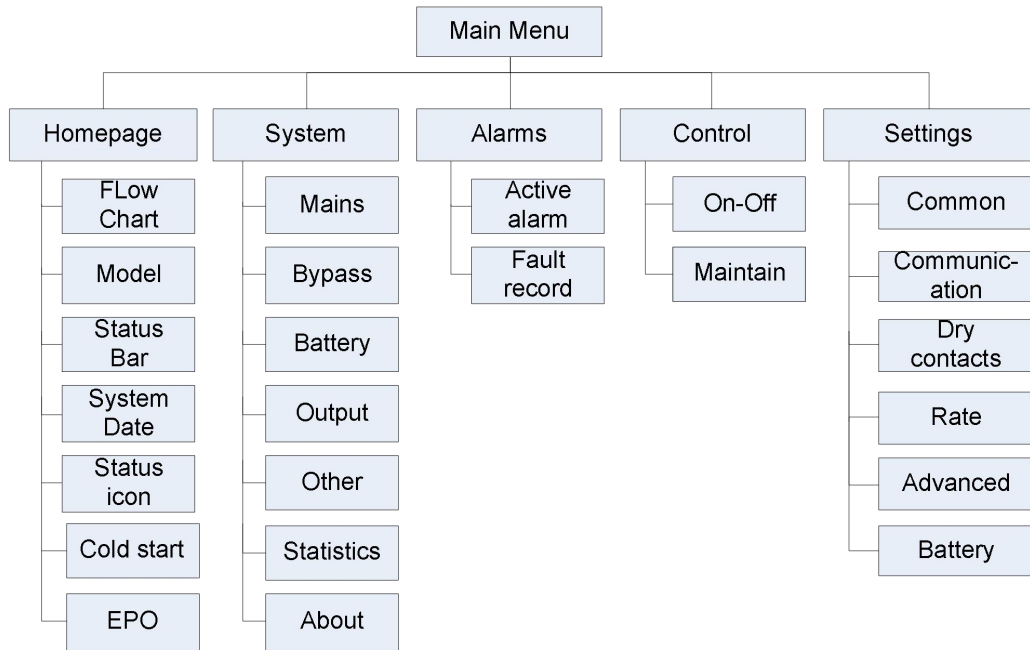 Main Menu
Homepage
System
Alarms
Control
Settings
FLow
Chart
Model
Status
Bar
System
Date
Status
icon
Cold start
EPO
Mains
Bypass
Battery
Output
Other
Statistics
About
Active
alarm
Fault
record
On-Off
Maintain
Common
Communic-
ation
Dry
contacts
Rate
Advanced
Battery